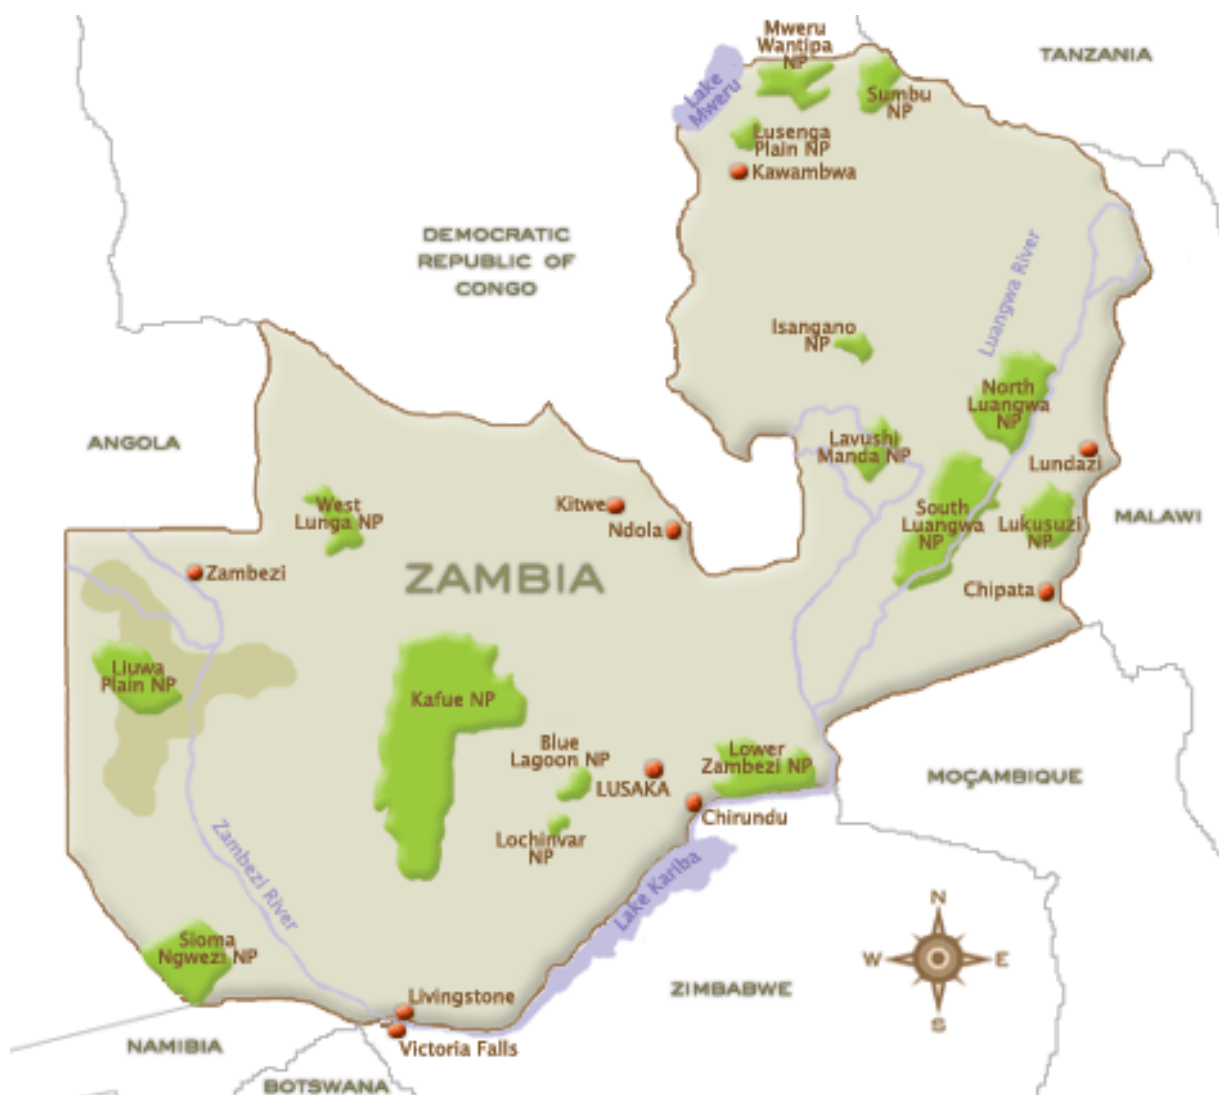 Mweru
Wantipa
NP
TANZANIA
Lake
Mweru
Sumbu
NP
Lusenga
Plain NP
Kawambwa
DEMOCRATIC
REPUBLIC OF
CONGO
Luangwa River
Isangano
NP
North
Luangwa
NP
ANGOLA
Lavushi
Manda NP
Lundazi
West
Lunga NP
Kitwe
Ndola
South
Luangwa
NP
Lukusuzi
NP
MALAWI
Zambezi
ZAMBIA
Chipata
Liuwa
Plain NP
Kafue NP
Blue
Lagoon NP
LUSAKA
Lower
Zambezi NP
MOÇAMBIQUE
Chirundu
Lochinvar
NP
Zambezi River
Lake Kariba
Sioma
Ngwezi NP
N
W E
S
ZIMBABWE
Livingstone
Victoria Falls
NAMIBIA
BOTSWANA